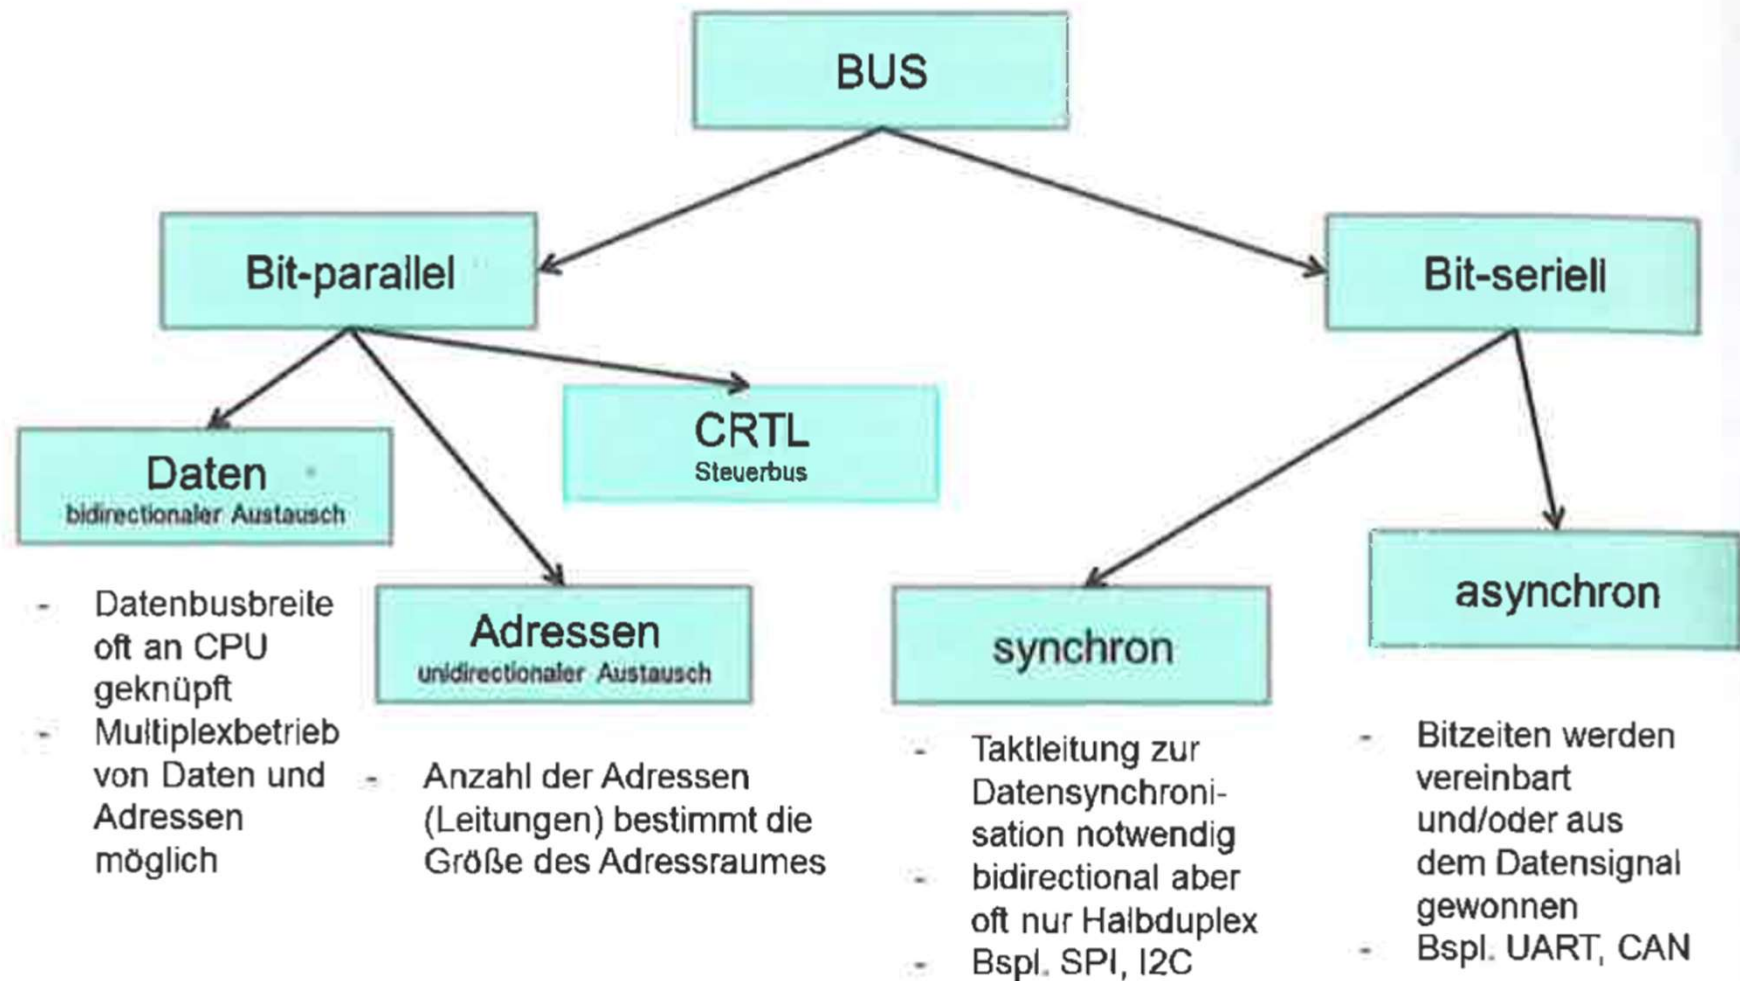 BUS
Bit-parallel
Bit-seriell
CRTL
Steuerbus
Daten
bidirectionaler Austausch
- Datenbusbreite
oft an CPU
geknüpft
- Multiplexbetrieb
von Daten und
Adressen
möglich
Adressen
unidirectionaler Austausch
- Anzahl der Adressen
(Leitungen) bestimmt die
Größe des Adressraumes
synchron
- Taktleitung zur
Datensynchroni-
sation notwendig
- bidirectional aber
oft nur Halbduplex
- Bspl. SPI, I2C
asynchron
- Bitzeiten werden
vereinbart
und/oder aus
dem Datensignal
gewonnen
- Bspl. UART, CAN